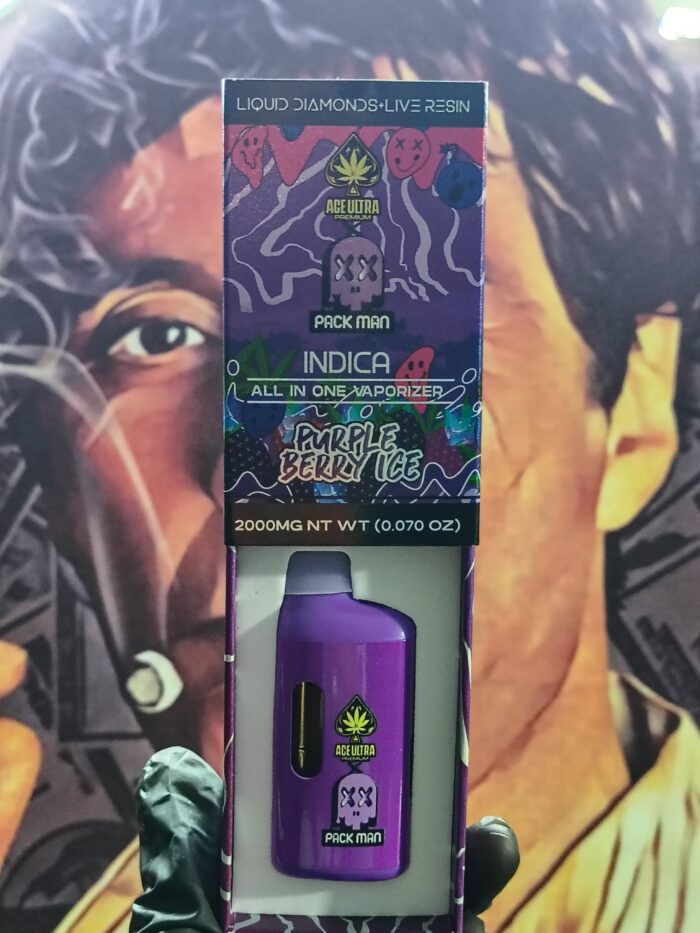 LIQUID DIAMONDS+LIVE RESIN
ACE ULTRA
PREMIUM
PACK MAN
INDICA
ALL IN ONE VAPORIZER
PURPLE
BERRY ICE
2000MG NT WT (0.070 OZ)
ACE ULTRA
PREMIUM
PACK MAN